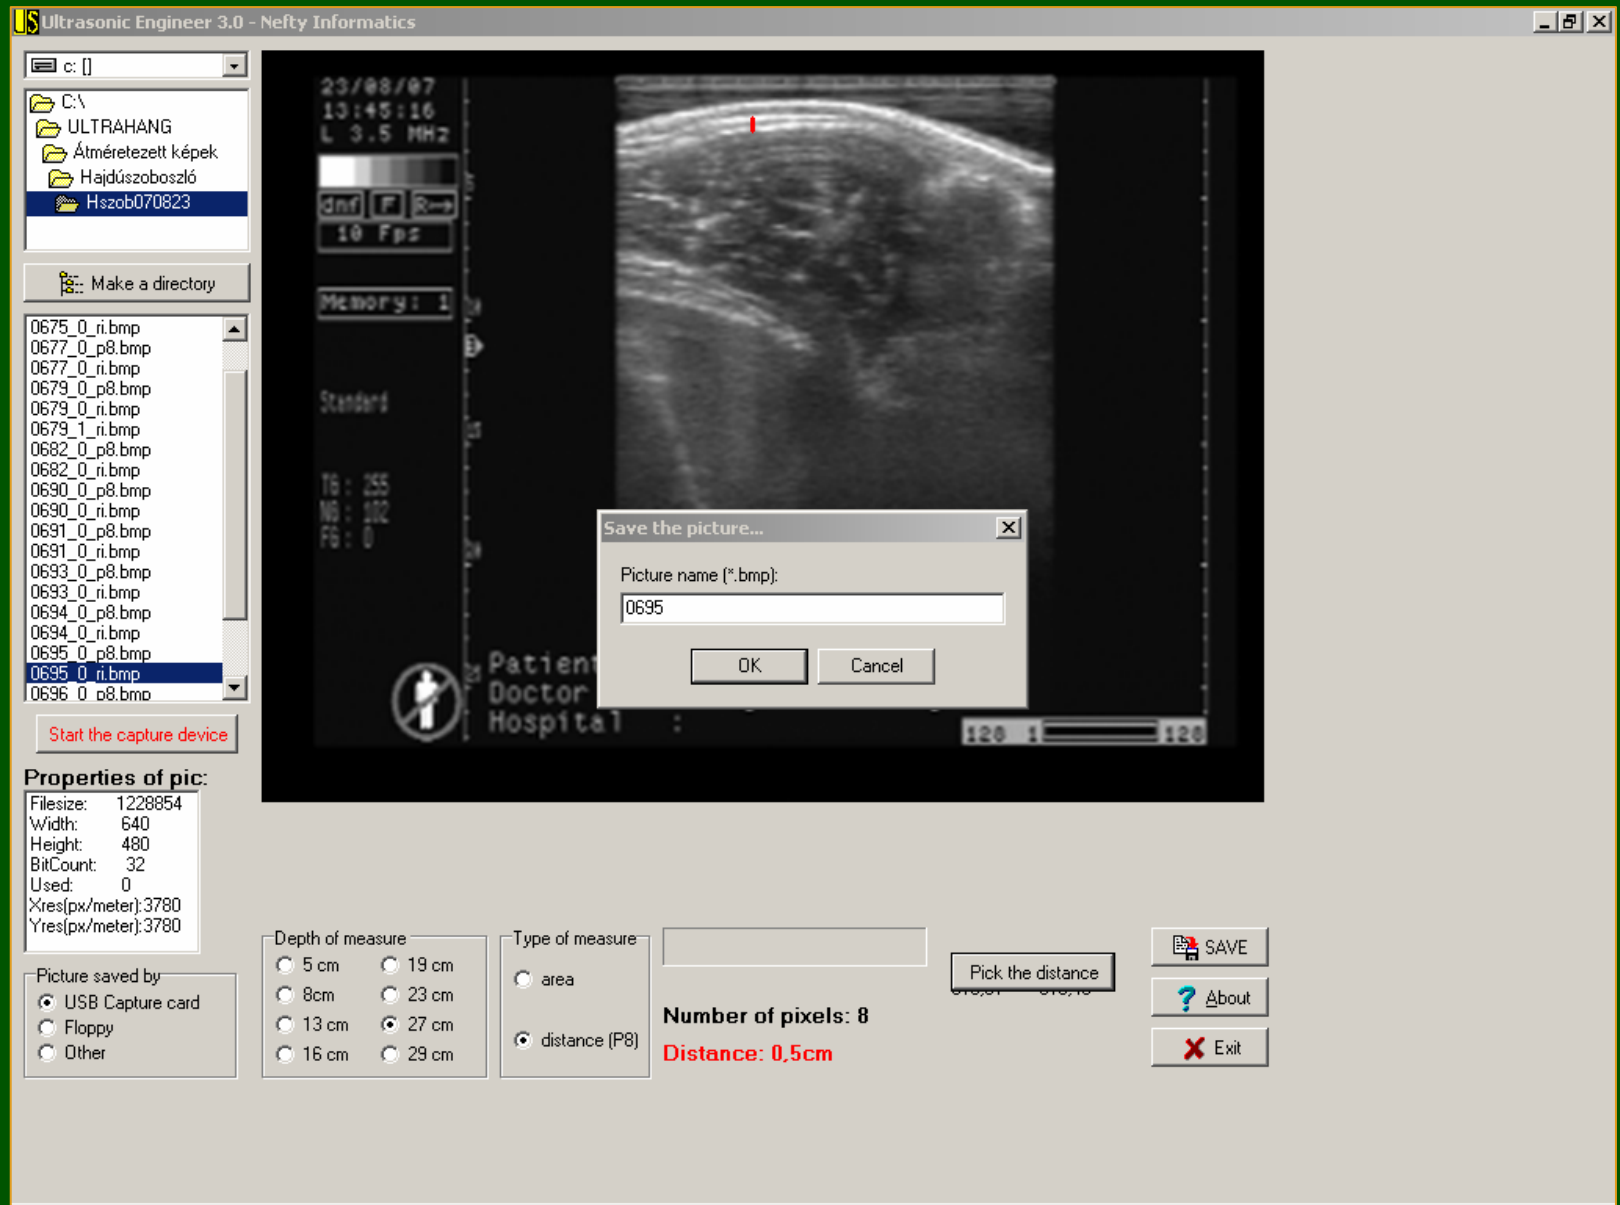 Ultrasonic Engineer 3.0 - Nefty Informatics
c: []
C:\
ULTRAHANG
Átméretezett képek
Hajdúszoboszló
Hszob070823
Make a directory
0675_0_ri.bmp
0677_0_p8.bmp
0677_0_ri.bmp
0679_0_p8.bmp
0679_0_ri.bmp
0679_1_ri.bmp
0682_0_p8.bmp
0682_0_ri.bmp
0690_0_p8.bmp
0690_0_ri.bmp
0691_0_p8.bmp
0691_0_ri.bmp
0693_0_p8.bmp
0693_0_ri.bmp
0694_0_p8.bmp
0694_0_ri.bmp
0695_0_p8.bmp
0695_0_ri.bmp
0696_0_p8.bmp
Start the capture device
Properties of pic:
Filesize: 1228854
Width: 640
Height: 480
BitCount: 32
Used: 0
Xres(px/meter):3780
Yres(px/meter):3780
Picture saved by
USB Capture card
Floppy
Other
23/08/07
13:45:16
L 3.5 MHz
dnf F R
10 Fps
Memory: 1
Standard
TG: 255
NG: 102
FG: 0
Patient
Doctor
Hospital :
128 1 128
Save the picture...
Picture name (*.bmp):
0695
OK Cancel
Depth of measure
5 cm 19 cm
8cm 23 cm
13 cm 27 cm
16 cm 29 cm
Type of measure
area
distance (P8)
Number of pixels: 8
Distance: 0,5cm
Pick the distance
SAVE
About
Exit